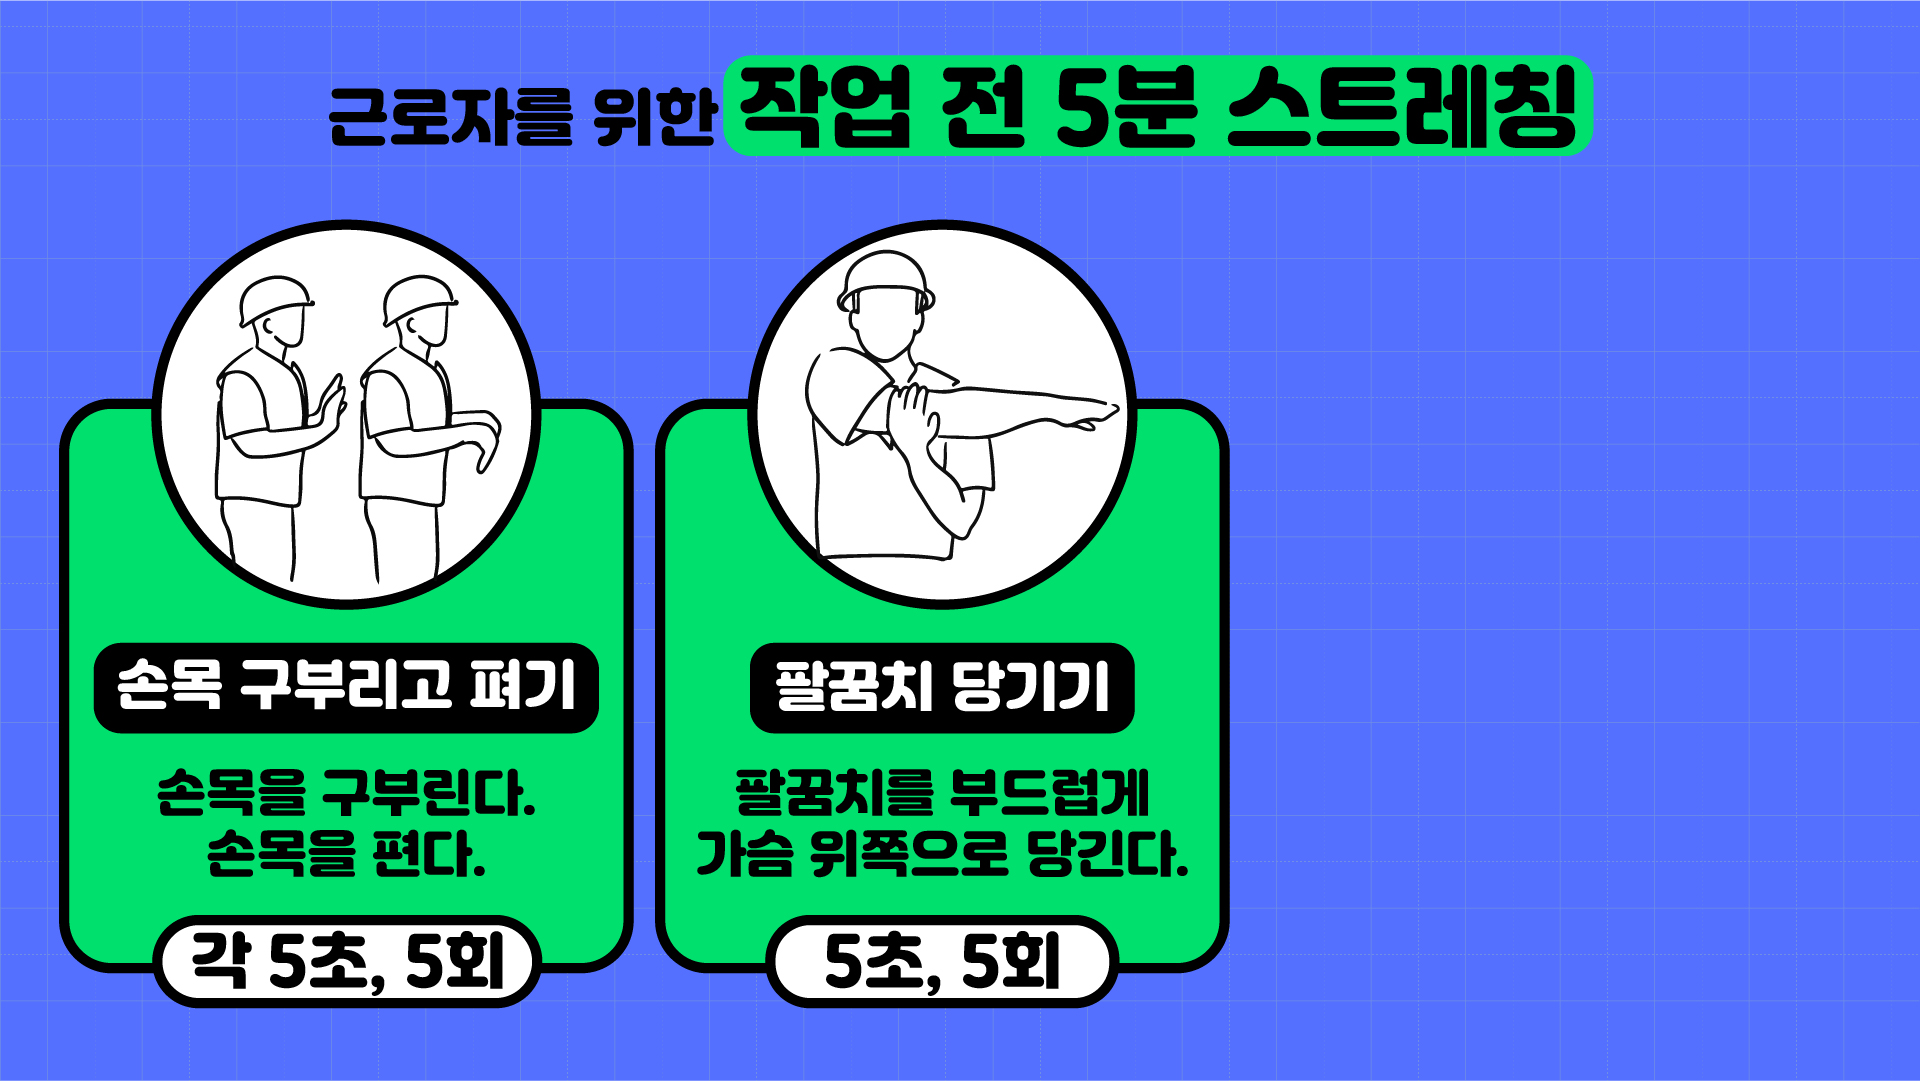 근로자를 위한 작업 전 5분 스트레칭
손목 구부리고 펴기
손목을 구부린다.
손목을 편다.
각 5초, 5회
팔꿈치 당기기
팔꿈치를 부드럽게
가슴 위쪽으로 당긴다.
5초, 5회